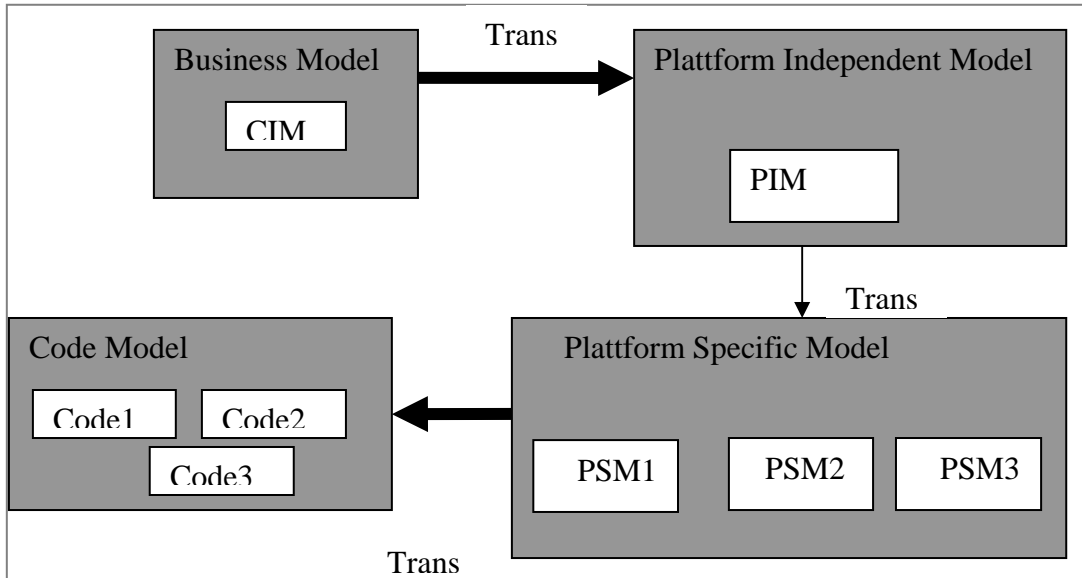 Trans
Business Model
CIM
Plattform Independent Model
PIM
Trans
Code Model
Code1
Code2
Code3
Plattform Specific Model
PSM1
PSM2
PSM3
Trans